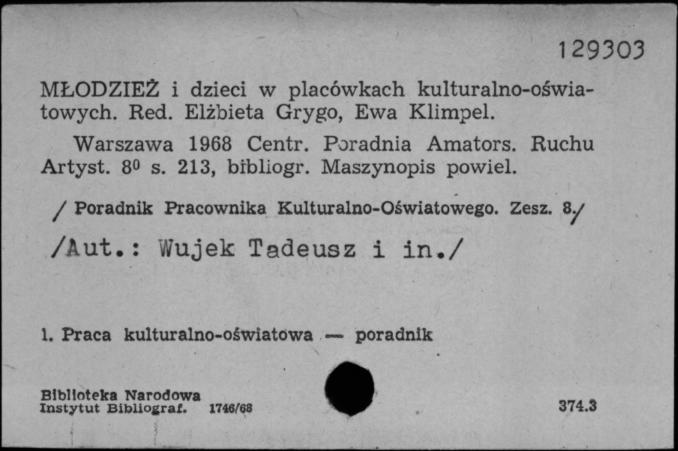 129303
MŁODZIEŻ i dzieci w placówkach kulturalno-oświa-
towych. Red. Elżbieta Grygo, Ewa Klimpel.
Warszawa 1968 Centr. Poradnia Amators. Ruchu
Artyst. 8⁰ s. 213, bibliogr. Maszynopis powiel.
/ Poradnik Pracownika Kulturalno-Oświatowego. Zesz. 8./
/Aut.: Wujek Tadeusz i in./
1. Praca kulturalno-oświatowa — poradnik
Biblioteka Narodowa
Instytut Bibliograf. 1746/68
374.3